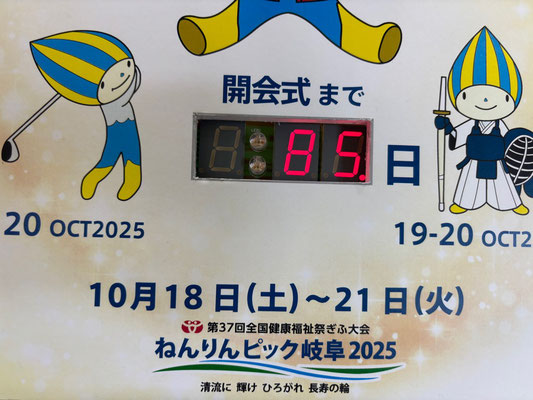 開会式 まで
85.日
20 OCT2025
19-20 OCT2
10月18日(土)~21日(火)
第37回全国健康福祉祭ぎふ大会
ねんりんピック岐阜2025
清流に 輝け ひろがれ 長寿の輪